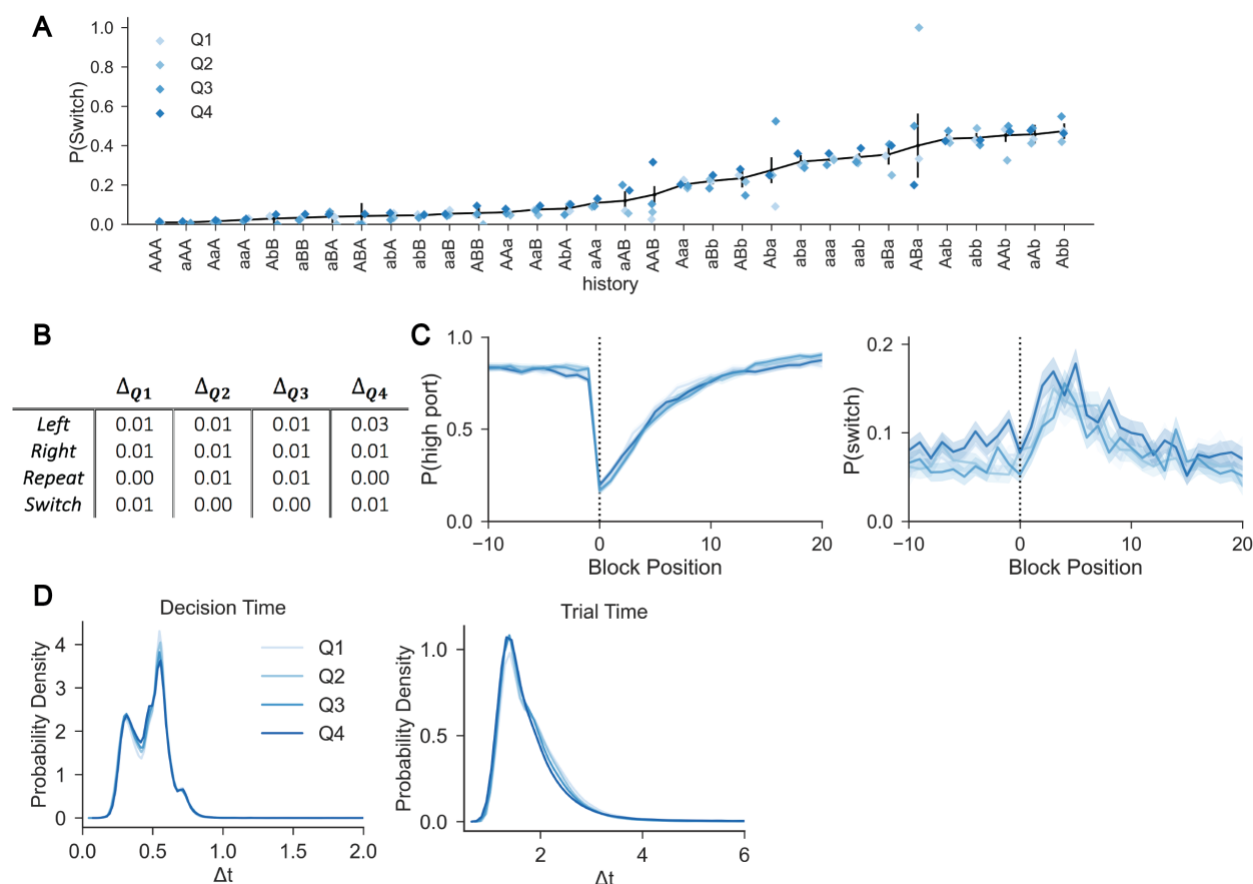 A
P(Switch)
1.0
0.8
0.6
0.4
0.2
0.0
Q1
Q2
Q3
Q4
AAA aAA AaA aaA AbB aBB aBA ABA abA abB aaB ABB AAa AaB AbA aAa aAB AAB Aaa aBb ABb Aba aba aaa aab aBa ABa Aab abb AAb aAb Abb
history
B
ΔQ1 ΔQ2 ΔQ3 ΔQ4
Left 0.01 0.01 0.01 0.03
Right 0.01 0.01 0.01 0.01
Repeat 0.00 0.01 0.01 0.00
Switch 0.01 0.00 0.00 0.01
C
P(high port)
1.0
0.5
0.0
−10 0 10 20
Block Position
P(switch)
0.2
0.1
0.0
−10 0 10 20
Block Position
D
Decision Time
Probability Density
4
3
2
1
0
Q1
Q2
Q3
Q4
0.0 0.5 1.0 1.5 2.0
Δt
Trial Time
Probability Density
1.0
0.5
0.0
2 4 6
Δt